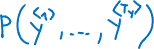 P(y^{<1>}, ..., y^{<T_y>})